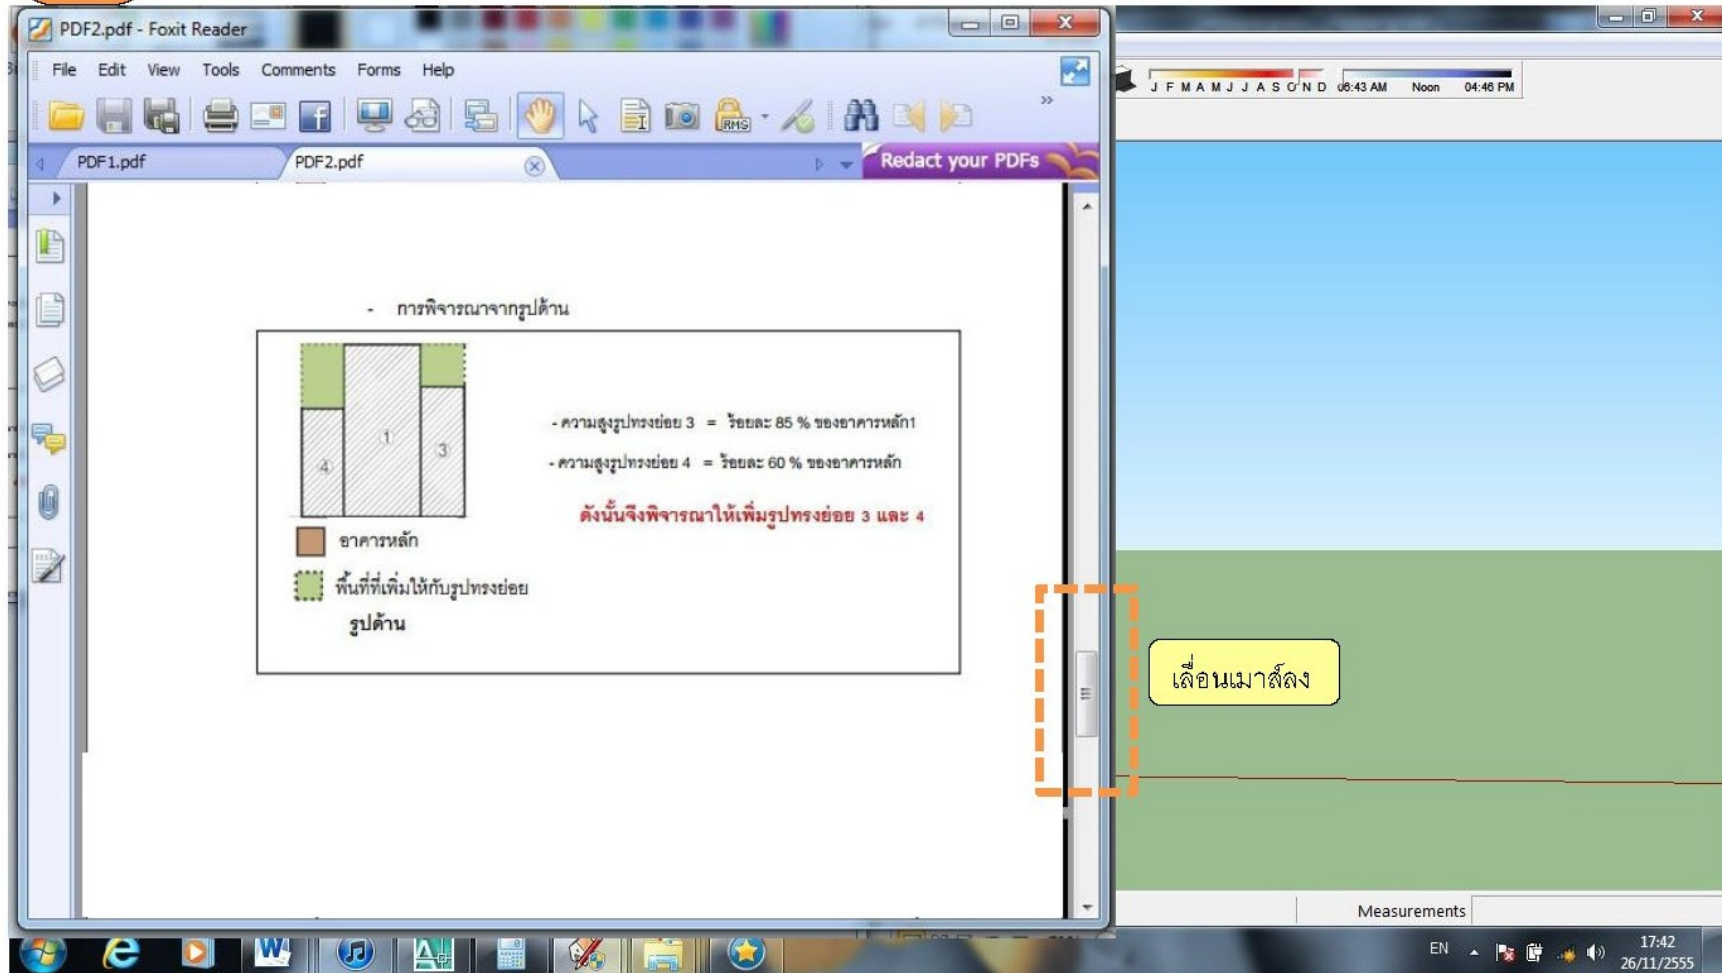 PDF2.pdf - Foxit Reader
File Edit View Tools Comments Forms Help
RMS
PDF1.pdf PDF2.pdf Redact your PDFs
J F M A M J J A S O N D 06:43 AM Noon 04:46 PM
- การพิจารณาจากรูปด้าน
1
3
4
- ความสูงรูปทรงย่อย 3 = ร้อยละ 85 % ของอาคารหลัก1
- ความสูงรูปทรงย่อย 4 = ร้อยละ 60 % ของอาคารหลัก
ดังนั้นจึงพิจารณาให้เพิ่มรูปทรงย่อย 3 และ 4
อาคารหลัก
พื้นที่ที่เพิ่มให้กับรูปทรงย่อย
รูปด้าน
เลื่อนเมาส์ลง
Measurements
EN 17:42
26/11/2555